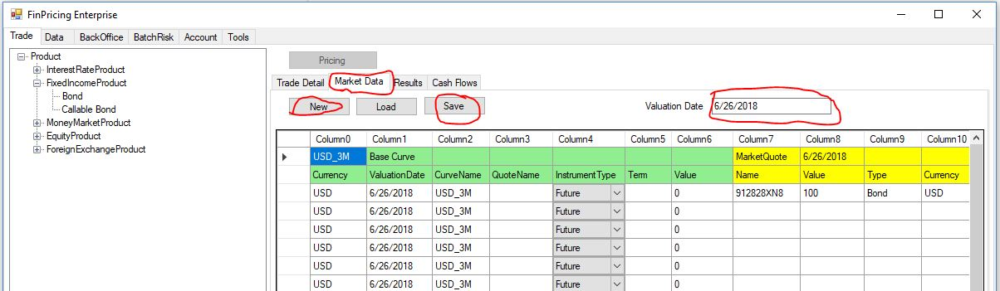 FinPricing Enterprise
Trade Data BackOffice BatchRisk Account Tools
Product
InterestRateProduct
FixedIncomeProduct
Bond
Callable Bond
MoneyMarketProduct
EquityProduct
ForeignExchangeProduct
Pricing
Trade Detail Market Data Results Cash Flows
New Load Save Valuation Date 6/26/2018
Column0 Column1 Column2 Column3 Column4 Column5 Column6 Column7 Column8 Column9 Column10
USD_3M Base Curve MarketQuote 6/26/2018
Currency ValuationDate CurveName QuoteName InstrumentType Term Value Name Value Type Currency
USD 6/26/2018 USD_3M Future 0 912828XN8 100 Bond USD
USD 6/26/2018 USD_3M Future 0
USD 6/26/2018 USD_3M Future 0
USD 6/26/2018 USD_3M Future 0
USD 6/26/2018 USD_3M Future 0
USD 6/26/2018 USD_3M Future 0